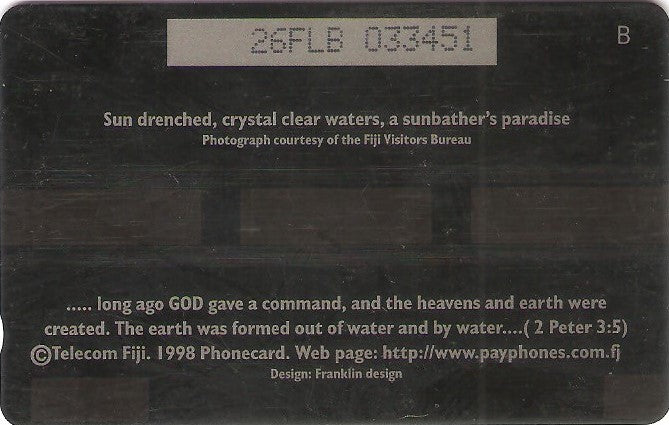 26FLB 033451
B
Sun drenched, crystal clear waters, a sunbather's paradise
Photograph courtesy of the Fiji Visitors Bureau
..... long ago GOD gave a command, and the heavens and earth were
created. The earth was formed out of water and by water....( 2 Peter 3:5)
©Telecom Fiji. 1998 Phonecard. Web page: http://www.payphones.com.fj
Design: Franklin design